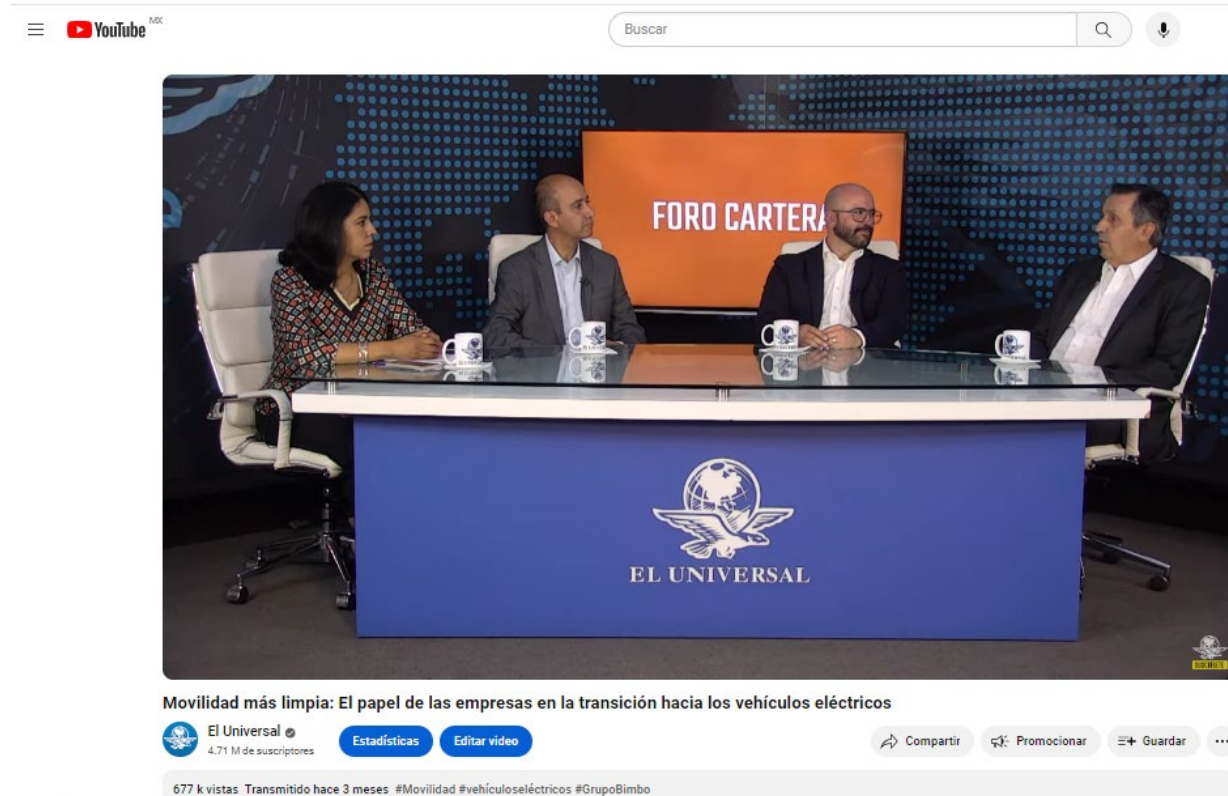 YouTube MX
Buscar
FORO CARTERA
EL UNIVERSAL
SUSCRÍBETE
Movilidad más limpia: El papel de las empresas en la transición hacia los vehículos eléctricos
El Universal
4.71 M de suscriptores
Estadísticas
Editar video
Compartir
Promocionar
Guardar
677 k vistas Transmitido hace 3 meses #Movilidad #vehículoseléctricos #GrupoBimbo